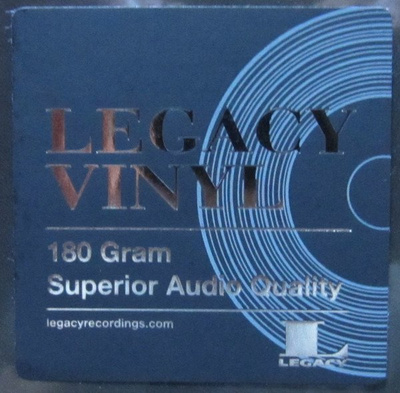 LEGACY
VINYL
180 Gram
Superior Audio Quality
legacyrecordings.com
L
LEGACY